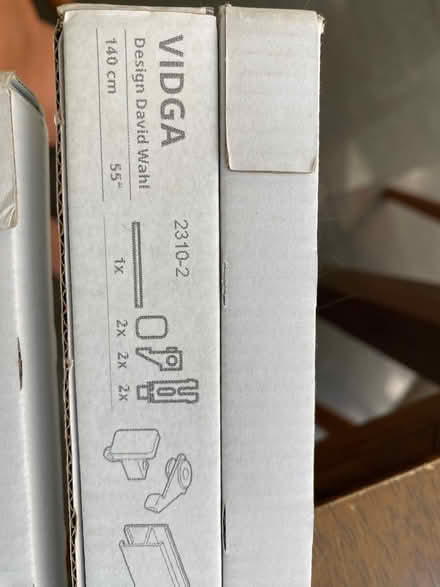 VIDGA
Design David Wahl
140 cm 55"
2310-2
1x 2x 2x 2x